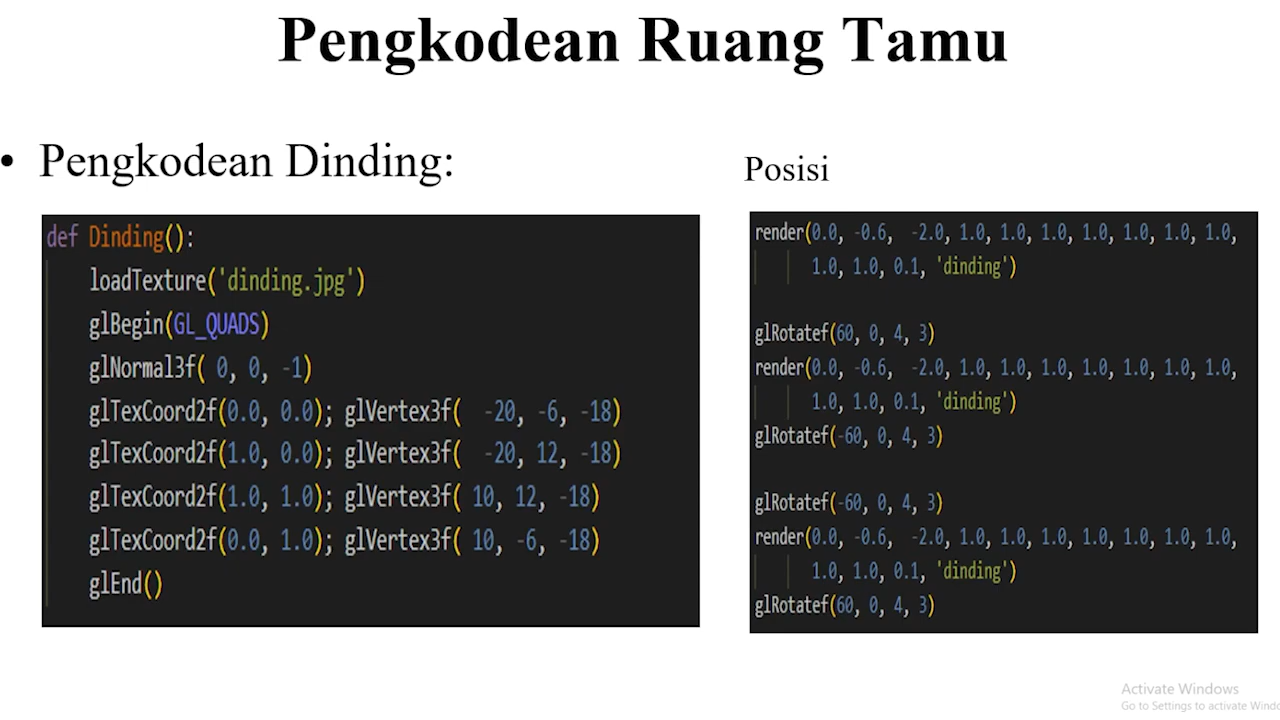 Pengkodean Ruang Tamu
• Pengkodean Dinding:
def Dinding():
loadTexture('dinding.jpg')
glBegin(GL_QUADS)
glNormal3f( 0, 0, -1)
glTexCoord2f(0.0, 0.0); glVertex3f(  -20, -6, -18)
glTexCoord2f(1.0, 0.0); glVertex3f(  -20, 12, -18)
glTexCoord2f(1.0, 1.0); glVertex3f( 10, 12, -18)
glTexCoord2f(0.0, 1.0); glVertex3f( 10, -6, -18)
glEnd()
Posisi
render(0.0, -0.6,  -2.0, 1.0, 1.0, 1.0, 1.0, 1.0, 1.0, 1.0,
1.0, 1.0, 0.1, 'dinding')
glRotatef(60, 0, 4, 3)
render(0.0, -0.6,  -2.0, 1.0, 1.0, 1.0, 1.0, 1.0, 1.0, 1.0,
1.0, 1.0, 0.1, 'dinding')
glRotatef(-60, 0, 4, 3)
glRotatef(-60, 0, 4, 3)
render(0.0, -0.6,  -2.0, 1.0, 1.0, 1.0, 1.0, 1.0, 1.0, 1.0,
1.0, 1.0, 0.1, 'dinding')
glRotatef(60, 0, 4, 3)
Activate Windows
Go to Settings to activate Windo